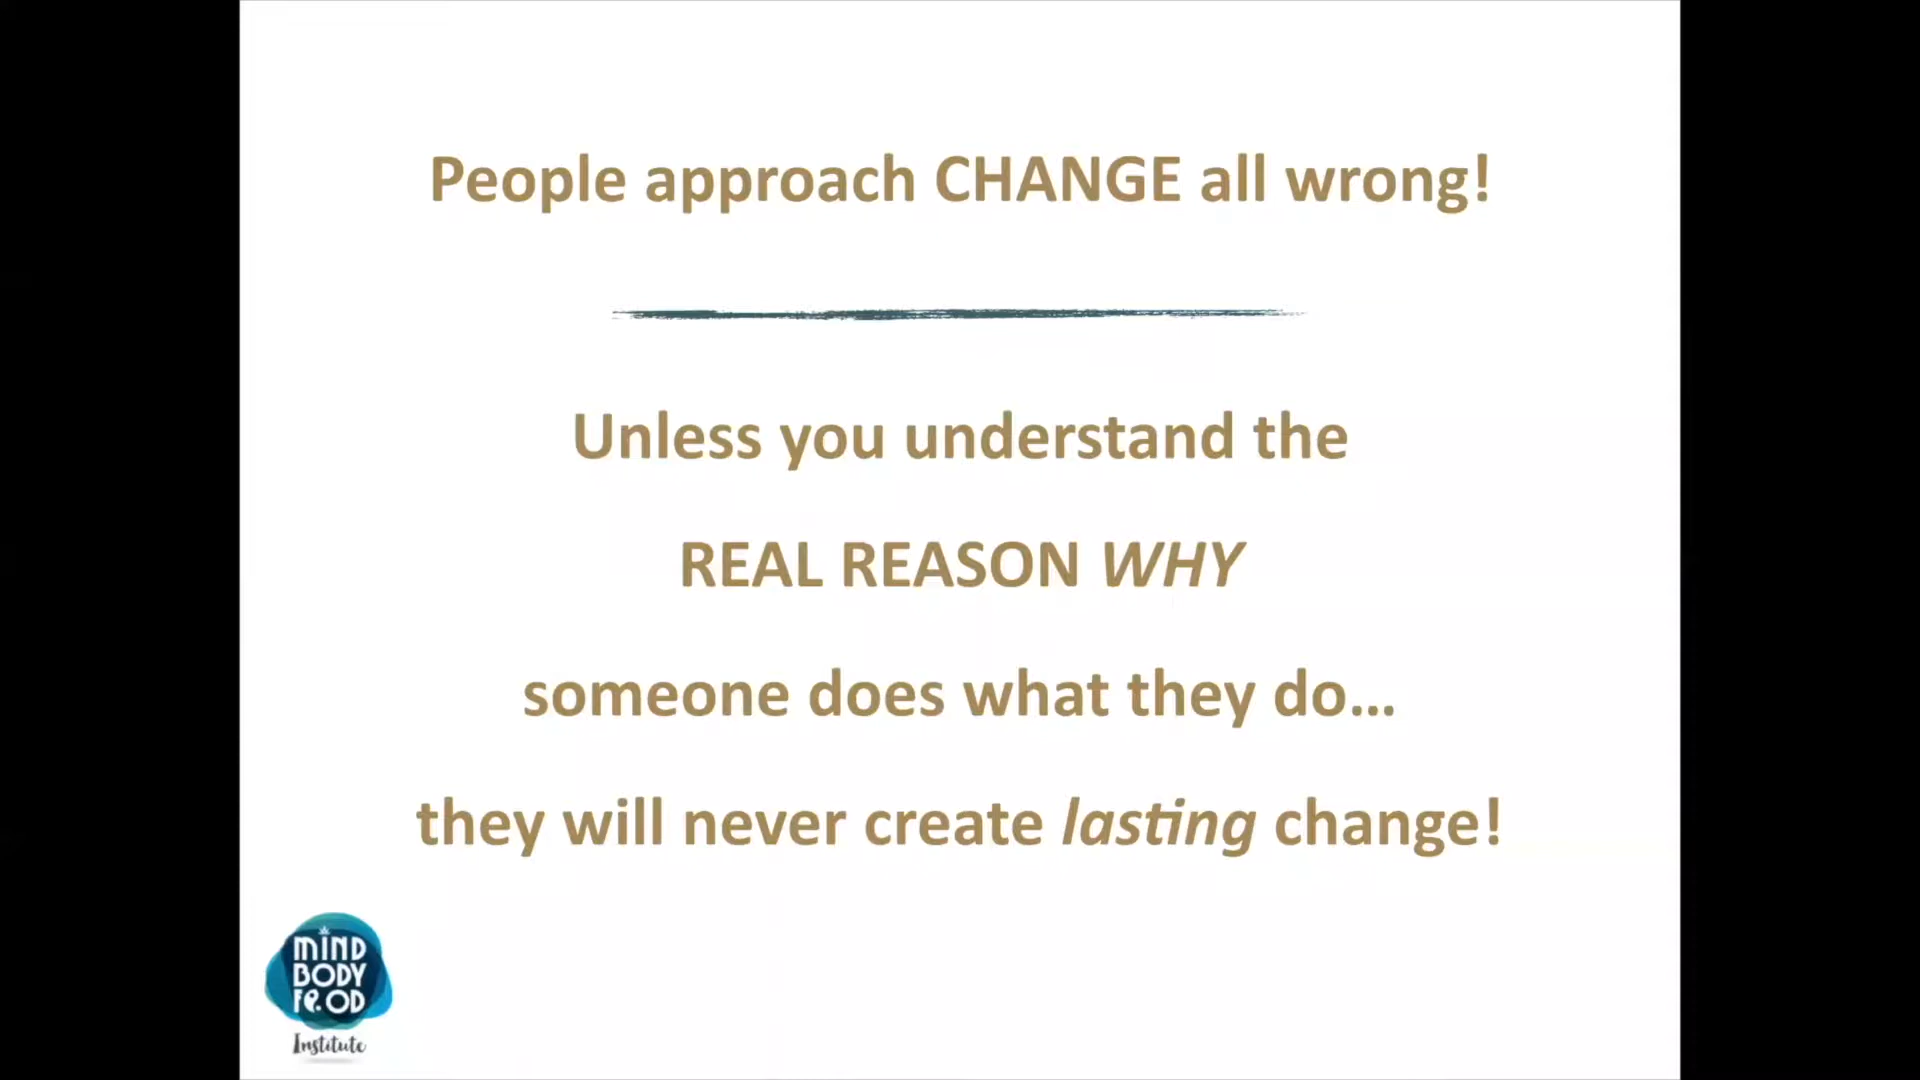 People approach CHANGE all wrong!
Unless you understand the
REAL REASON WHY
someone does what they do...
they will never create lasting change!
MIND
BODY
FOOD
Institute